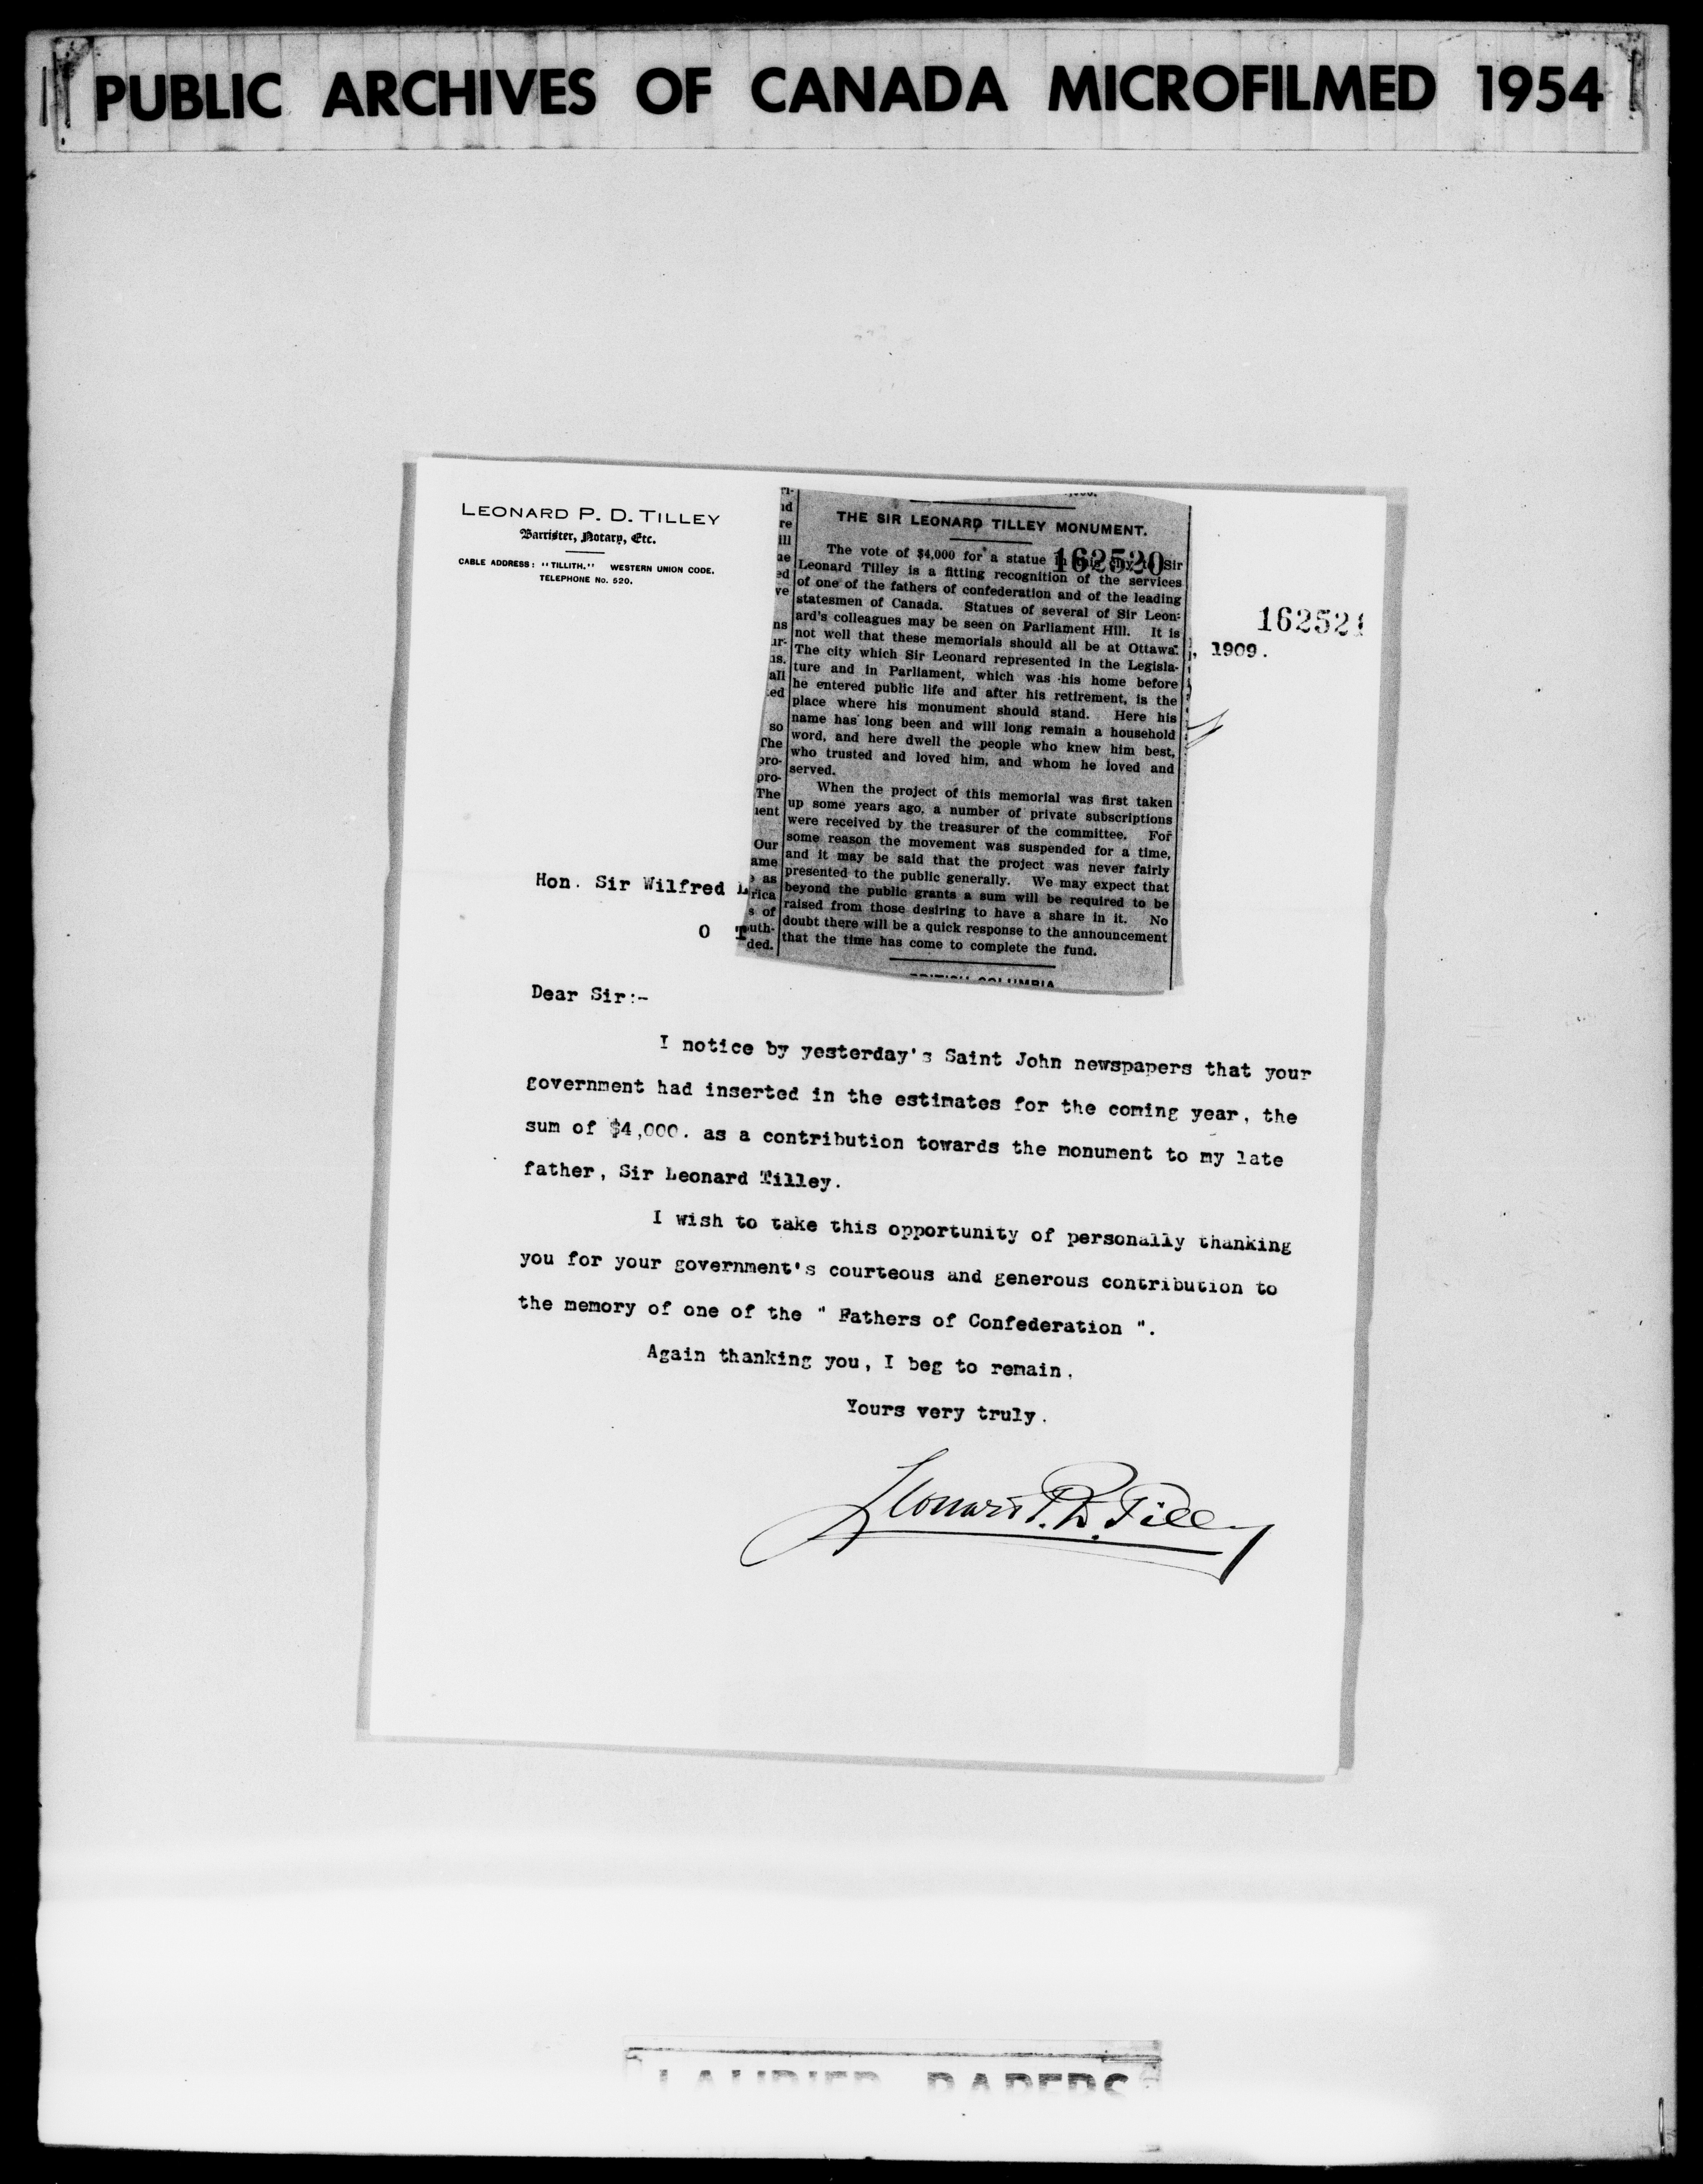 PUBLIC ARCHIVES OF CANADA MICROFILMED 1954
LEONARD P. D. TILLEY
Barrister, Notary, Etc.
CABLE ADDRESS: "TILLITH." WESTERN UNION CODE.
TELEPHONE No. 520.
THE SIR LEONARD TILLEY MONUMENT.
162520
The vote of $4,000 for a statue in Sir
Leonard Tilley is a fitting recognition of the services
of one of the fathers of confederation and of the leading
statesmen of Canada. Statues of several of Sir Leon-
ard's colleagues may be seen on Parliament Hill. It is
not well that these memorials should all be at Ottawa.
The city which Sir Leonard represented in the Legisla-
ture and in Parliament, which was his home before
he entered public life and after his retirement, is the
place where his monument should stand. Here his
name has long been and will long remain a household
word, and here dwell the people who knew him best,
who trusted and loved him, and whom he loved and
served.
When the project of this memorial was first taken
up some years ago, a number of private subscriptions
were received by the treasurer of the committee. For
some reason the movement was suspended for a time,
and it may be said that the project was never fairly
presented to the public generally. We may expect that
beyond the public grants a sum will be required to be
raised from those desiring to have a share in it. No
doubt there will be a quick response to the announcement
that the time has come to complete the fund.
162521
, 1909.
Hon. Sir Wilfred L
O T
Dear Sir:-
I notice by yesterday's Saint John newspapers that your
government had inserted in the estimates for the coming year, the
sum of $4,000. as a contribution towards the monument to my late
father, Sir Leonard Tilley.
I wish to take this opportunity of personally thanking
you for your government's courteous and generous contribution to
the memory of one of the " Fathers of Confederation ".
Again thanking you, I beg to remain.
Yours very truly.
Leonard P. D. Tilley
LAURIER PAPERS